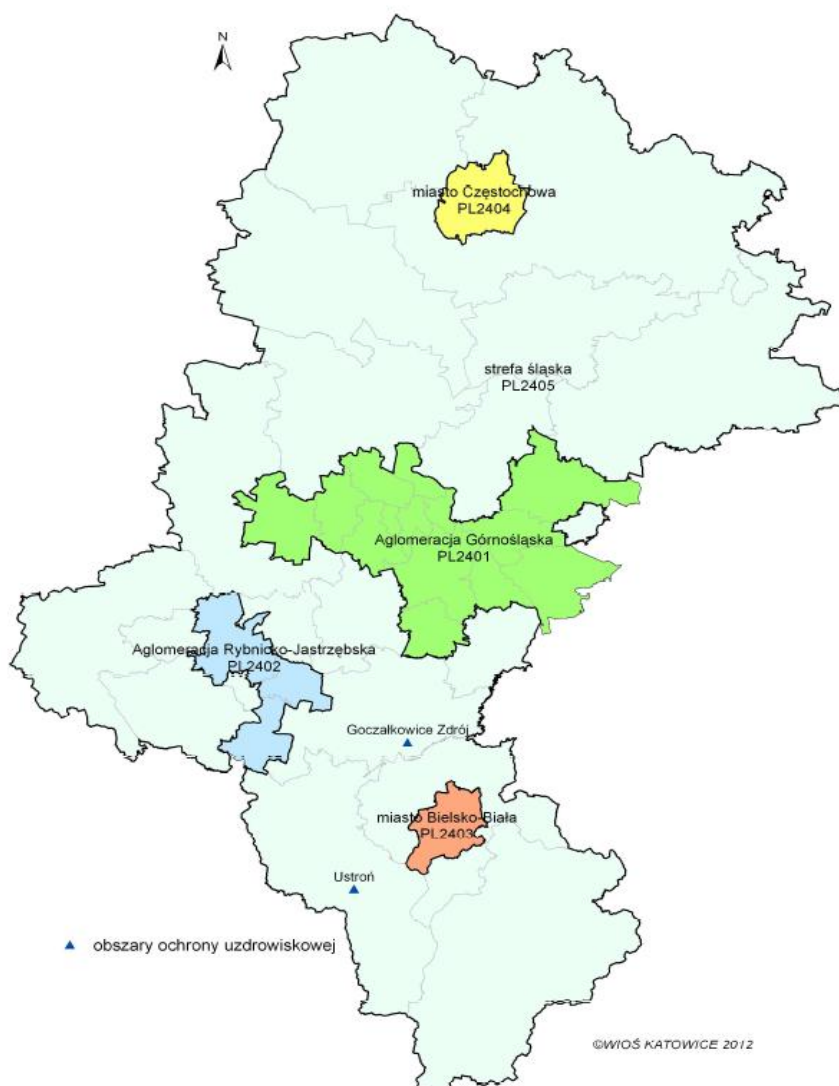 N
miasto Częstochowa
PL2404
strefa śląska
PL2405
Aglomeracja Górnośląska
PL2401
Aglomeracja Rybnicko-Jastrzębska
PL2402
Goczałkowice Zdrój
miasto Bielsko-Biała
PL2403
Ustroń
obszary ochrony uzdrowiskowej
©WIOŚ KATOWICE 2012